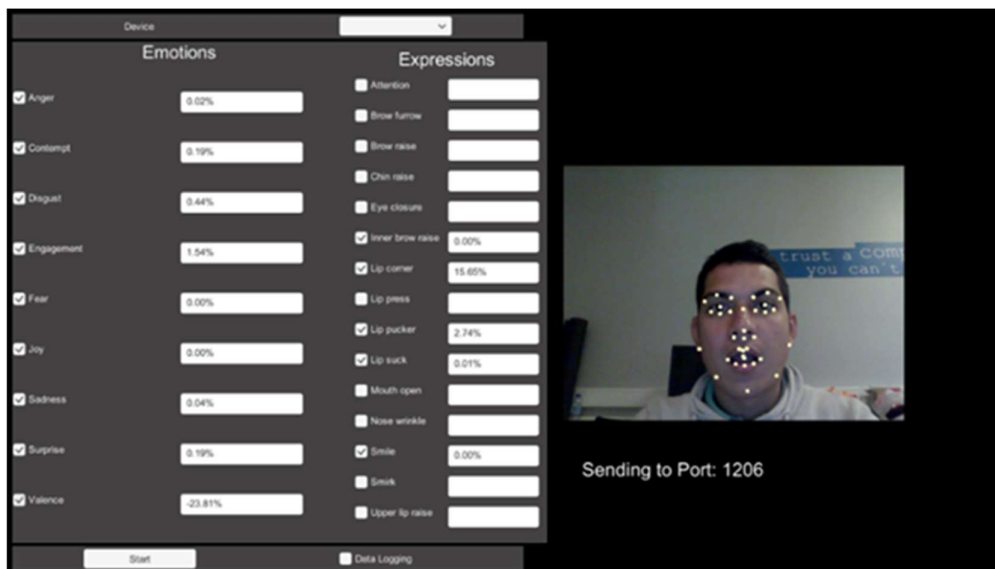 Device
Emotions
Anger 0.02%
Contempt 0.19%
Disgust 0.44%
Engagement 1.54%
Fear 0.00%
Joy 0.00%
Sadness 0.04%
Surprise 0.19%
Valence -23.81%
Start
Expressions
Attention
Brow furrow
Brow raise
Chin raise
Eye closure
Inner brow raise 0.00%
Lip corner 15.65%
Lip press
Lip pucker 2.74%
Lip suck 0.01%
Mouth open
Nose wrinkle
Smile 0.00%
Smirk
Upper lip raise
Data Logging
trust a comp
you can't
Sending to Port: 1206